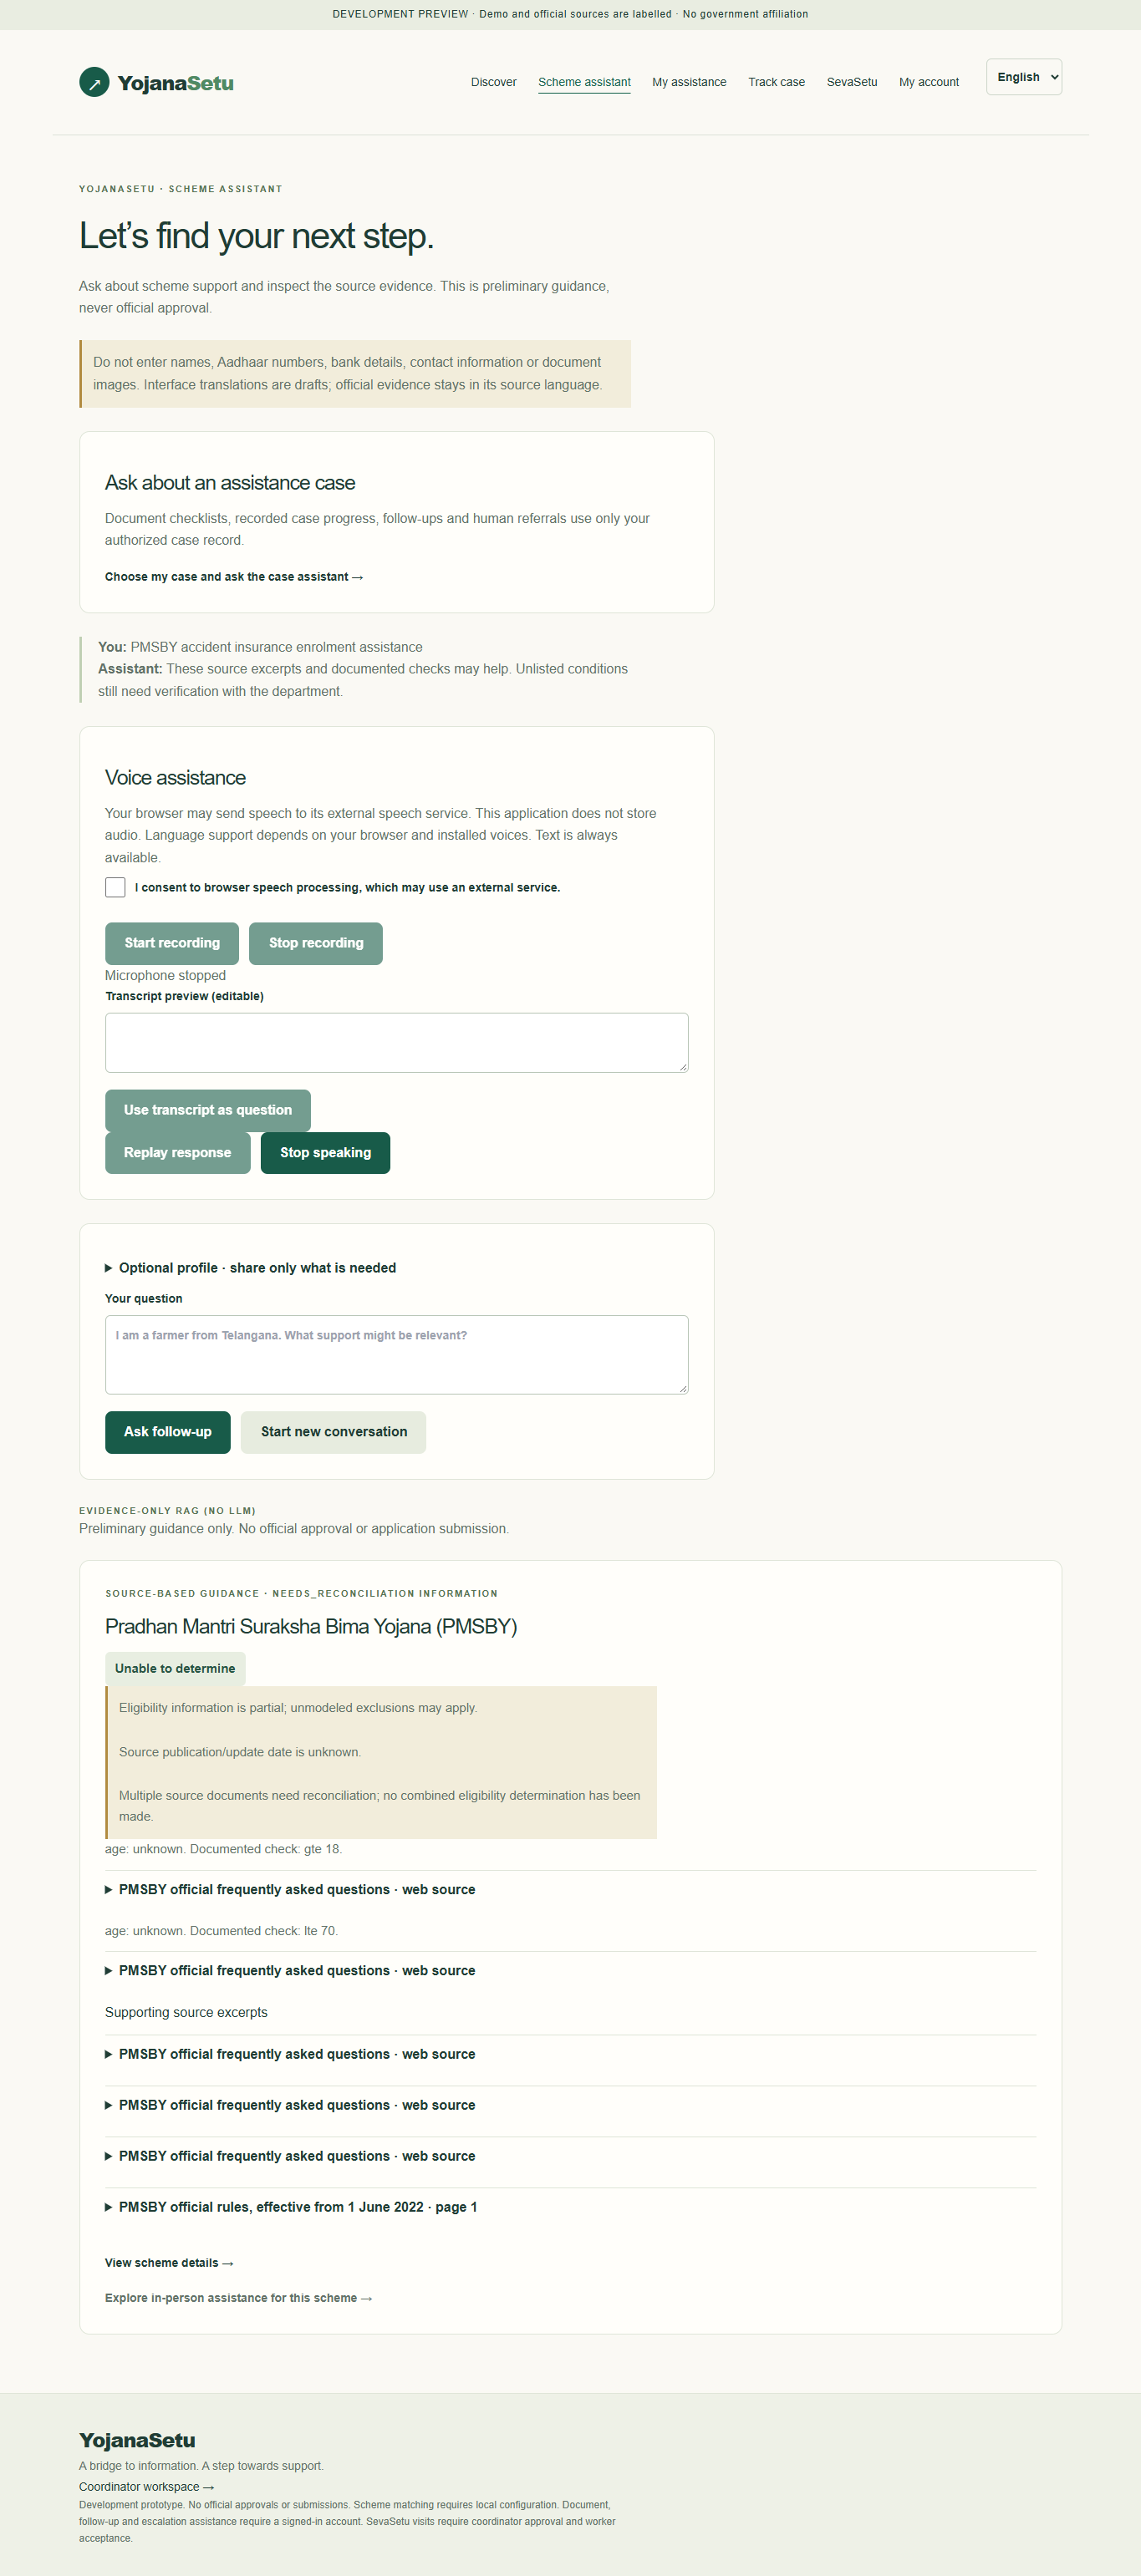 DEVELOPMENT PREVIEW · Demo and official sources are labelled · No government affiliation
YojanaSetu
Discover
Scheme assistant
My assistance
Track case
SevaSetu
My account
English
YOJANASETU · SCHEME ASSISTANT
Let’s find your next step.
Ask about scheme support and inspect the source evidence. This is preliminary guidance,
never official approval.
Do not enter names, Aadhaar numbers, bank details, contact information or document
images. Interface translations are drafts; official evidence stays in its source language.
Ask about an assistance case
Document checklists, recorded case progress, follow-ups and human referrals use only your
authorized case record.
Choose my case and ask the case assistant →
You: PMSBY accident insurance enrolment assistance
Assistant: These source excerpts and documented checks may help. Unlisted conditions
still need verification with the department.
Voice assistance
Your browser may send speech to its external speech service. This application does not store
audio. Language support depends on your browser and installed voices. Text is always
available.
I consent to browser speech processing, which may use an external service.
Start recording
Stop recording
Microphone stopped
Transcript preview (editable)
Use transcript as question
Replay response
Stop speaking
Optional profile · share only what is needed
Your question
I am a farmer from Telangana. What support might be relevant?
Ask follow-up
Start new conversation
EVIDENCE-ONLY RAG (NO LLM)
Preliminary guidance only. No official approval or application submission.
SOURCE-BASED GUIDANCE · NEEDS_RECONCILIATION INFORMATION
Pradhan Mantri Suraksha Bima Yojana (PMSBY)
Unable to determine
Eligibility information is partial; unmodeled exclusions may apply.
Source publication/update date is unknown.
Multiple source documents need reconciliation; no combined eligibility determination has been
made.
age: unknown. Documented check: gte 18.
PMSBY official frequently asked questions · web source
age: unknown. Documented check: lte 70.
PMSBY official frequently asked questions · web source
Supporting source excerpts
PMSBY official frequently asked questions · web source
PMSBY official frequently asked questions · web source
PMSBY official frequently asked questions · web source
PMSBY official rules, effective from 1 June 2022 · page 1
View scheme details →
Explore in-person assistance for this scheme →
YojanaSetu
A bridge to information. A step towards support.
Coordinator workspace →
Development prototype. No official approvals or submissions. Scheme matching requires local configuration. Document,
follow-up and escalation assistance require a signed-in account. SevaSetu visits require coordinator approval and worker
acceptance.